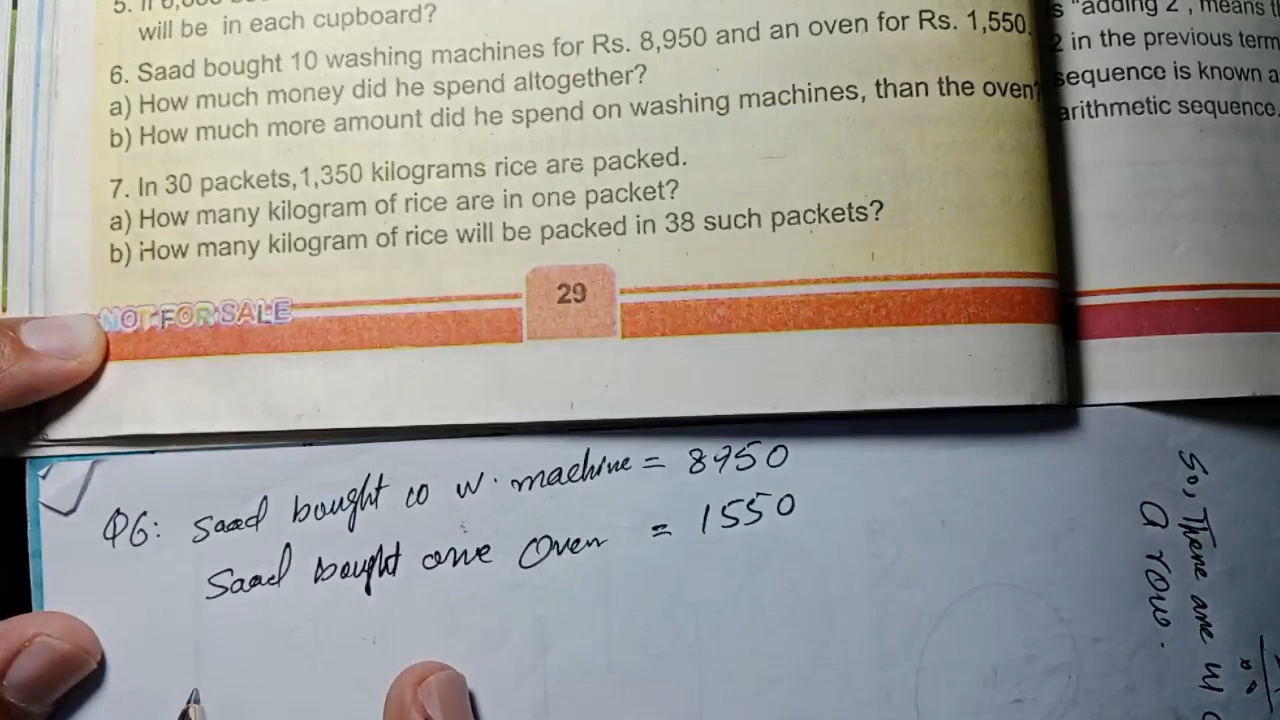 will be in each cupboard?
6. Saad bought 10 washing machines for Rs. 8,950 and an oven for Rs. 1,550.
a) How much money did he spend altogether?
b) How much more amount did he spend on washing machines, than the oven?
7. In 30 packets, 1,350 kilograms rice are packed.
a) How many kilogram of rice are in one packet?
b) How many kilogram of rice will be packed in 38 such packets?
NOT FOR SALE
29
"adding 2", means
2 in the previous term
sequence is known a
arithmetic sequence.
Q6: Saad bought 10 W. machine = 8950
Saad bought one Oven = 1550
So, There are
a row.